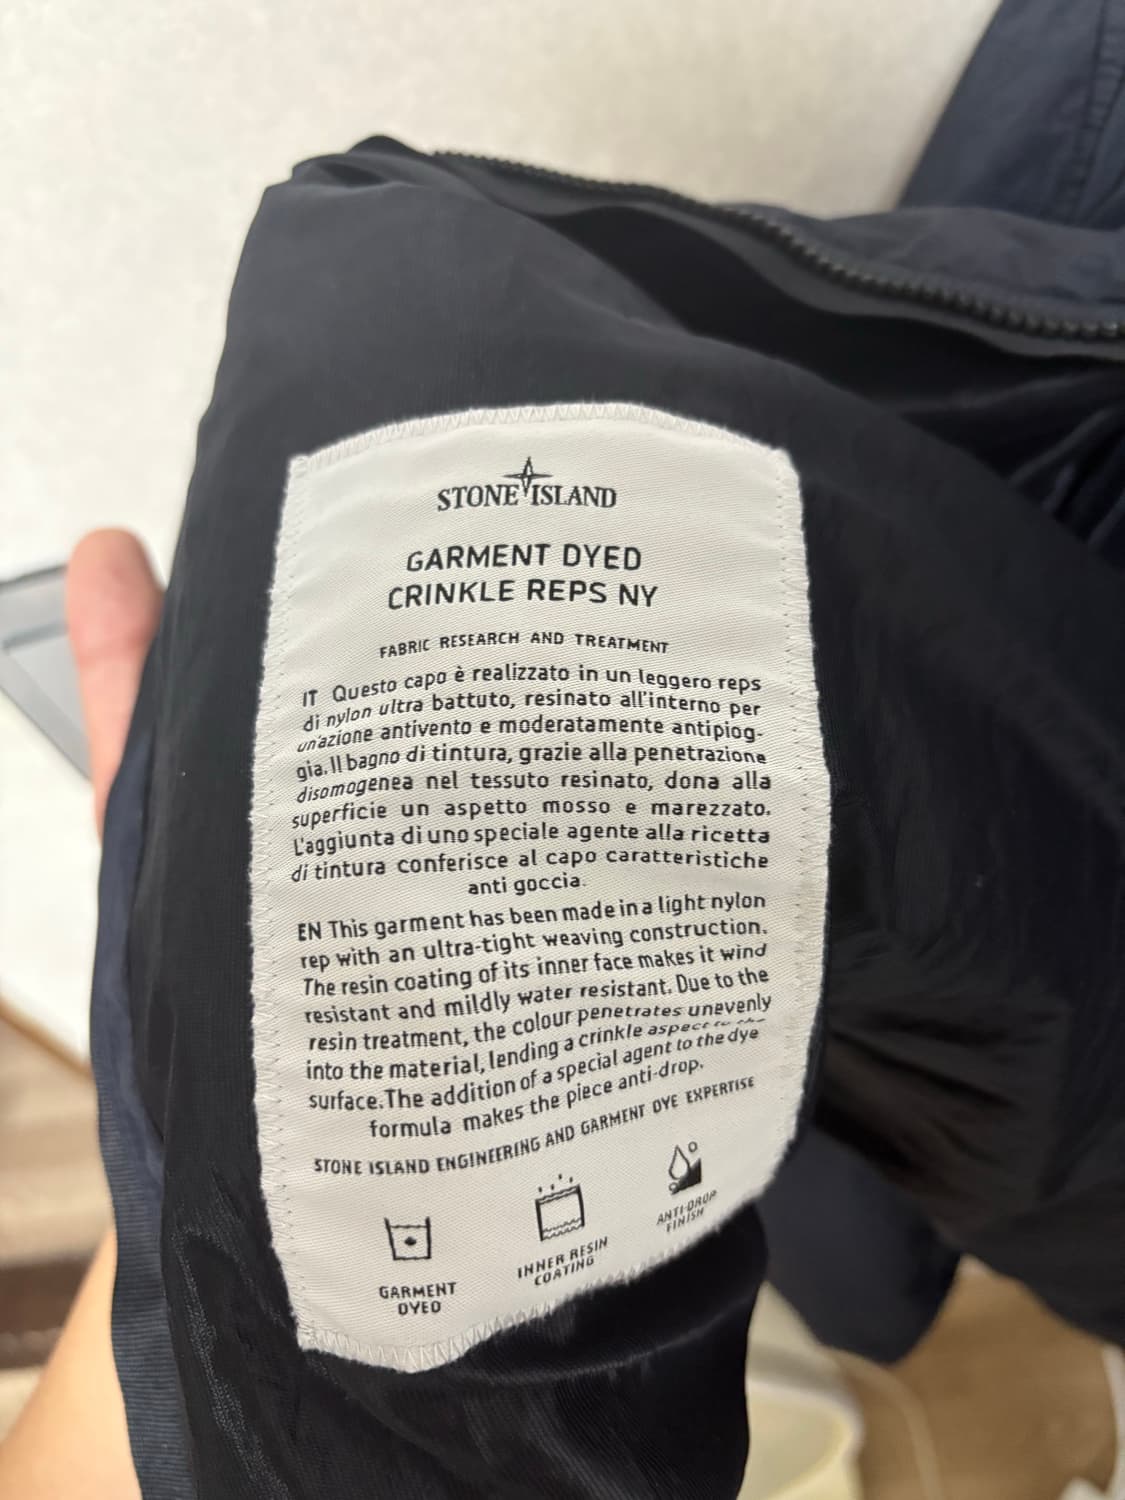 STONE ISLAND
GARMENT DYED
CRINKLE REPS NY
FABRIC RESEARCH AND TREATMENT
IT Questo capo è realizzato in un leggero reps
di nylon ultra battuto, resinato all'interno per
un'azione antivento e moderatamente antipiog-
gia. Il bagno di tintura, grazie alla penetrazione
disomogenea nel tessuto resinato, dona alla
superficie un aspetto mosso e marezzato.
L'aggiunta di uno speciale agente alla ricetta
di tintura conferisce al capo caratteristiche
anti goccia.
EN This garment has been made in a light nylon
rep with an ultra-tight weaving construction.
The resin coating of its inner face makes it wind
resistant and mildly water resistant. Due to the
resin treatment, the colour penetrates unevenly
into the material, lending a crinkle aspect to the
surface. The addition of a special agent to the dye
formula makes the piece anti-drop.
STONE ISLAND ENGINEERING AND GARMENT DYE EXPERTISE
GARMENT
DYED
INNER RESIN
COATING
ANTI-DROP
FINISH